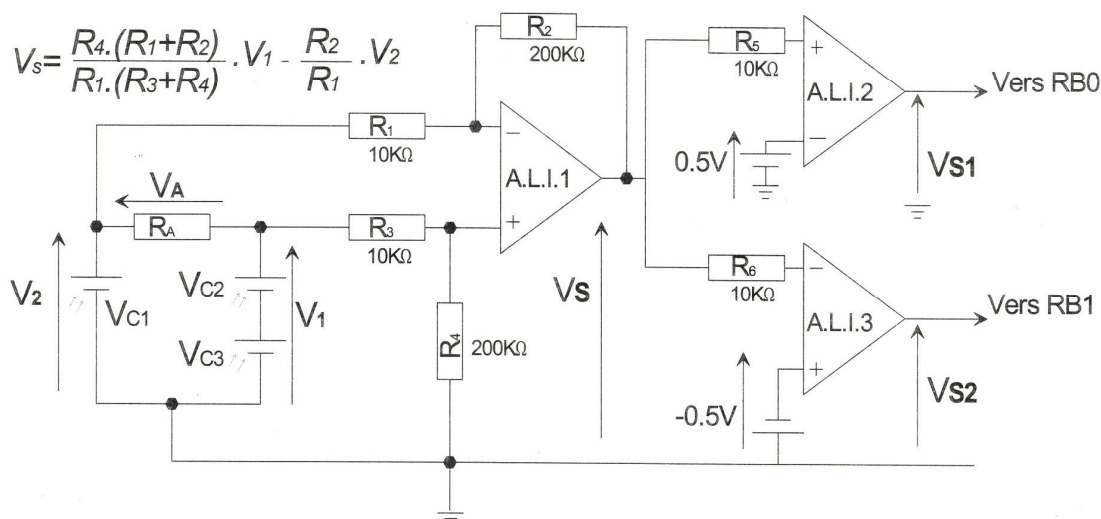 Vs= R4.(R1+R2) / R1.(R3+R4) .V1 - R2/R1 .V2
R2
200KΩ
R5
10KΩ
+
A.L.I.2
−
Vers RB0
0.5V
VS1
R1
10KΩ
−
A.L.I.1
+
VA
RA
R3
10KΩ
V2
VC1
VC2
VC3
V1
R4
200KΩ
VS
R6
10KΩ
−
A.L.I.3
+
Vers RB1
-0.5V
VS2